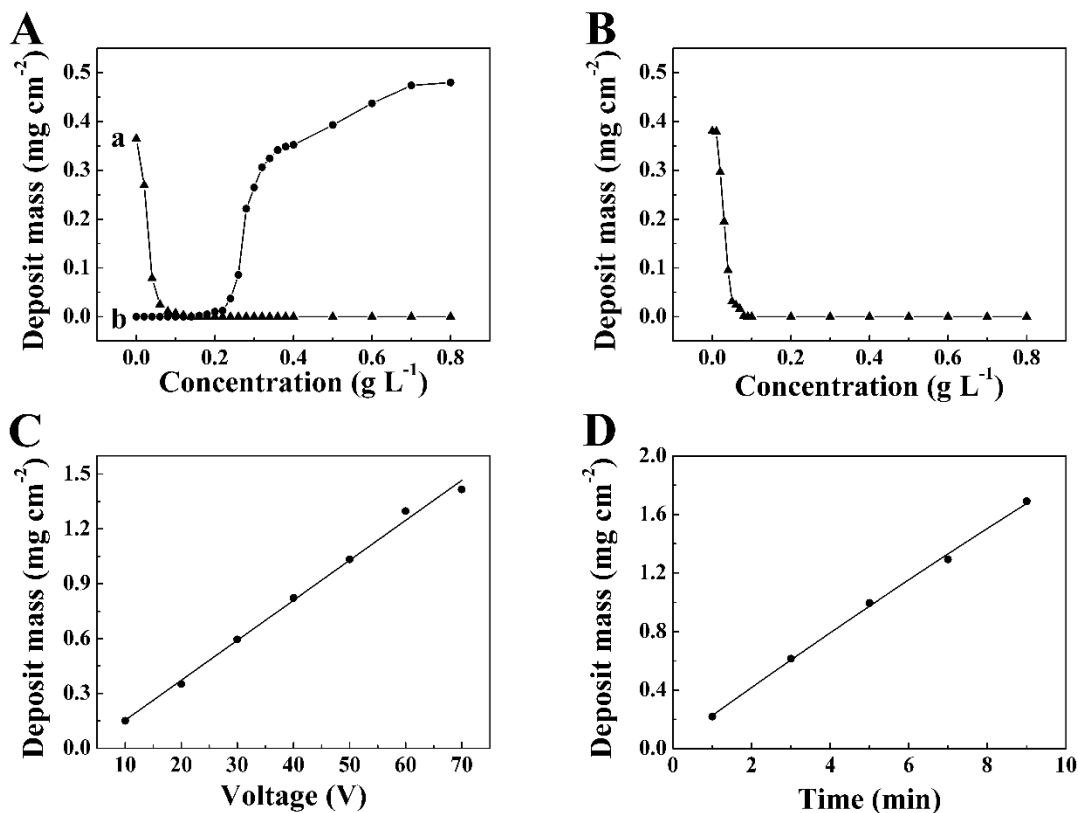 A
Deposit mass (mg cm⁻²)
0.5
0.4
0.3
0.2
0.1
0.0
a
b
0.0 0.2 0.4 0.6 0.8
Concentration (g L⁻¹)
B
Deposit mass (mg cm⁻²)
0.5
0.4
0.3
0.2
0.1
0.0
0.0 0.2 0.4 0.6 0.8
Concentration (g L⁻¹)
C
Deposit mass (mg cm⁻²)
1.5
1.2
0.9
0.6
0.3
0.0
10 20 30 40 50 60 70
Voltage (V)
D
Deposit mass (mg cm⁻²)
2.0
1.6
1.2
0.8
0.4
0.0
0 2 4 6 8 10
Time (min)